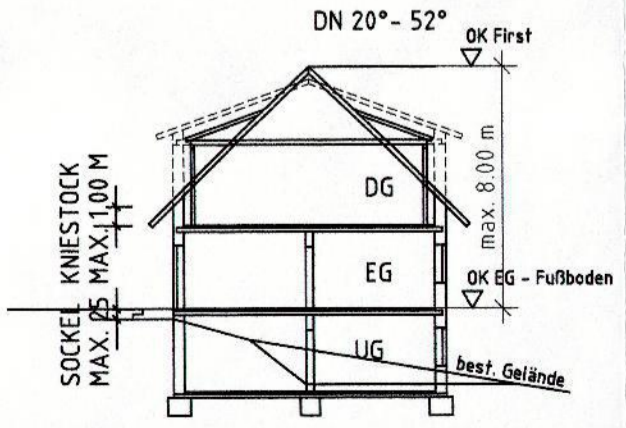 DN 20°- 52°
OK First
max. 8.00 m
KNIESTOCK
MAX. 1.00 M
DG
EG
OK EG - Fußboden
SOCKEL
MAX. 25
UG
best. Gelände